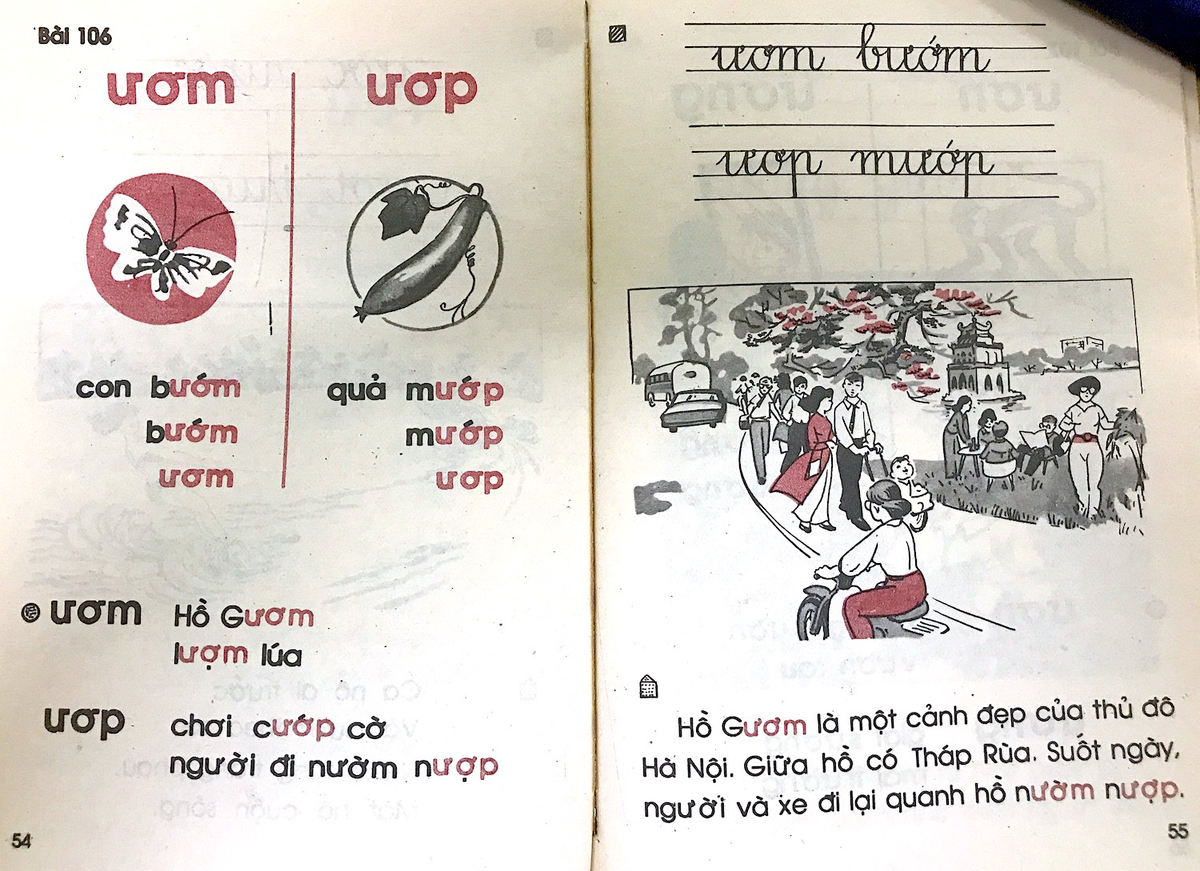 Bài 106
ươm ươp
con bướm quả mướp
bướm mướp
ươm ươp
ươm Hồ Gươm
lượm lúa
ươp chơi cướp cờ
người đi nườm nượp
54
ươm bướm
ươp mướp
Hồ Gươm là một cảnh đẹp của thủ đô
Hà Nội. Giữa hồ có Tháp Rùa. Suốt ngày,
người và xe đi lại quanh hồ nườm nượp.
55